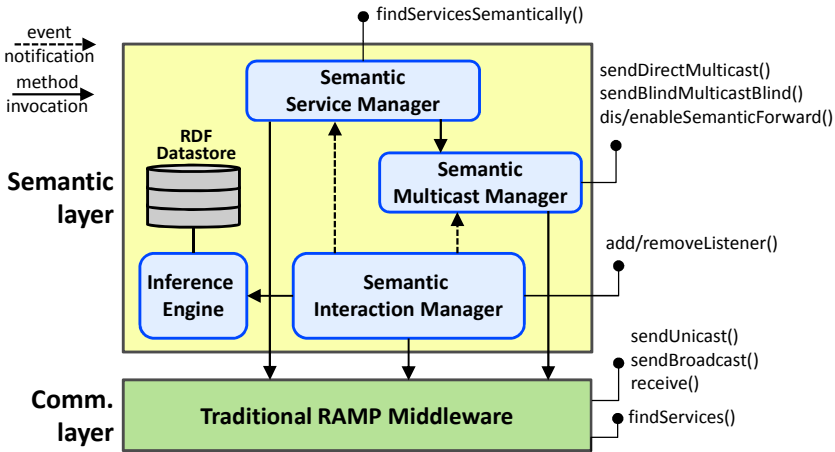 findServicesSemantically()
event
notification
method
invocation
Semantic
Service Manager
sendDirectMulticast()
sendBlindMulticastBlind()
dis/enableSemanticForward()
RDF
Datastore
Semantic
Multicast Manager
Semantic
layer
add/removeListener()
Inference
Engine
Semantic
Interaction Manager
sendUnicast()
sendBroadcast()
receive()
Comm.
layer
Traditional RAMP Middleware
findServices()